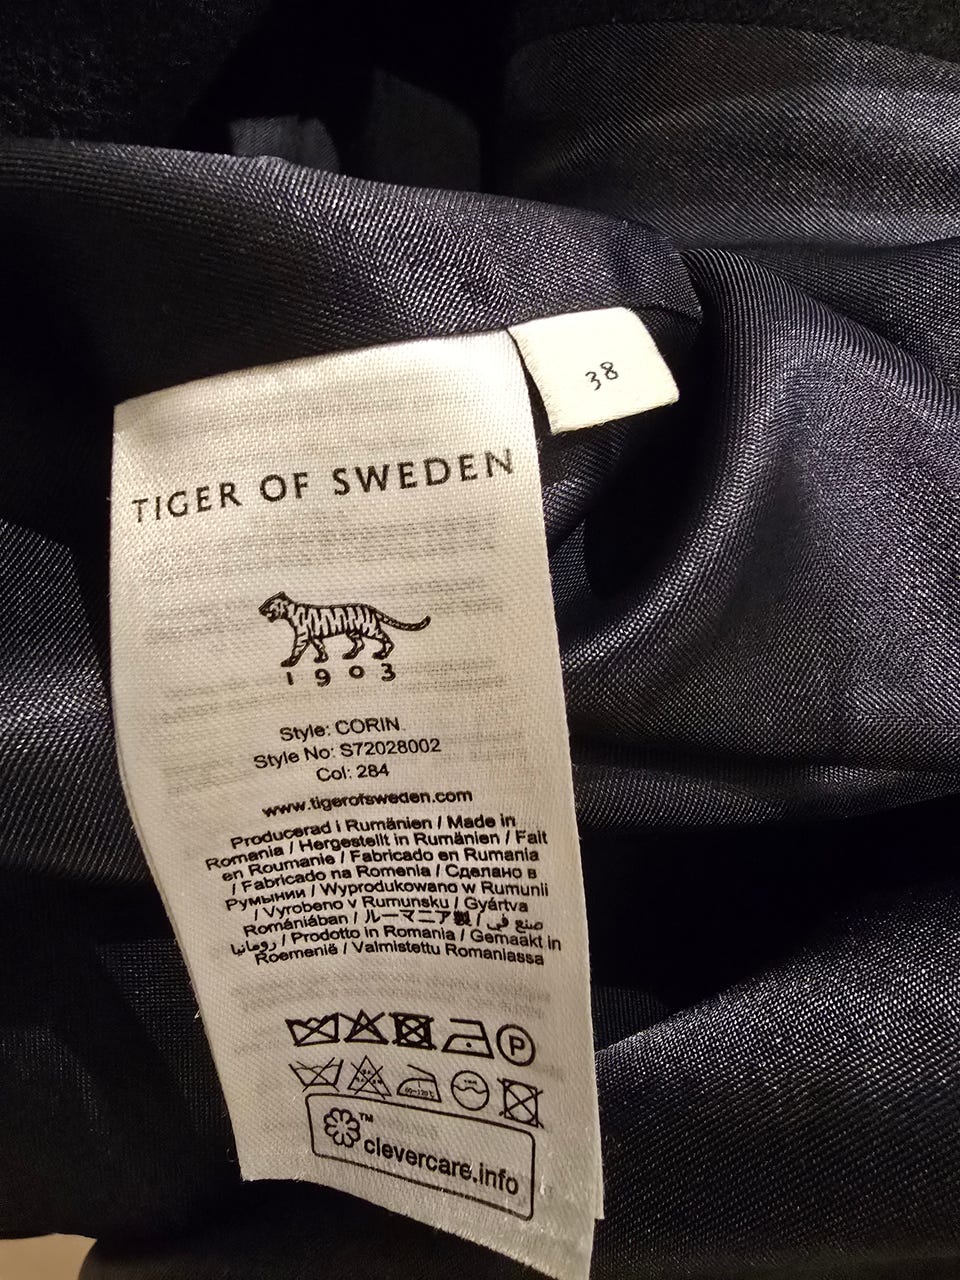 38
TIGER OF SWEDEN
1903
Style: CORIN
Style No: S72028002
Col: 284
www.tigerofsweden.com
Producerad i Rumänien / Made in
Romania / Hergestellt in Rumänien / Fait
en Roumanie / Fabricado en Rumania
/ Fabricado na Romenia / Сделано в
Румынии / Wyprodukowano w Rumunii
/ Vyrobeno v Rumunsku / Gyártva
Romániában / ルーマニア製 / صنع في
رومانيا / Prodotto in Romania / Gemaakt in
Roemenië / Valmistettu Romaniassa
P
™
clevercare.info